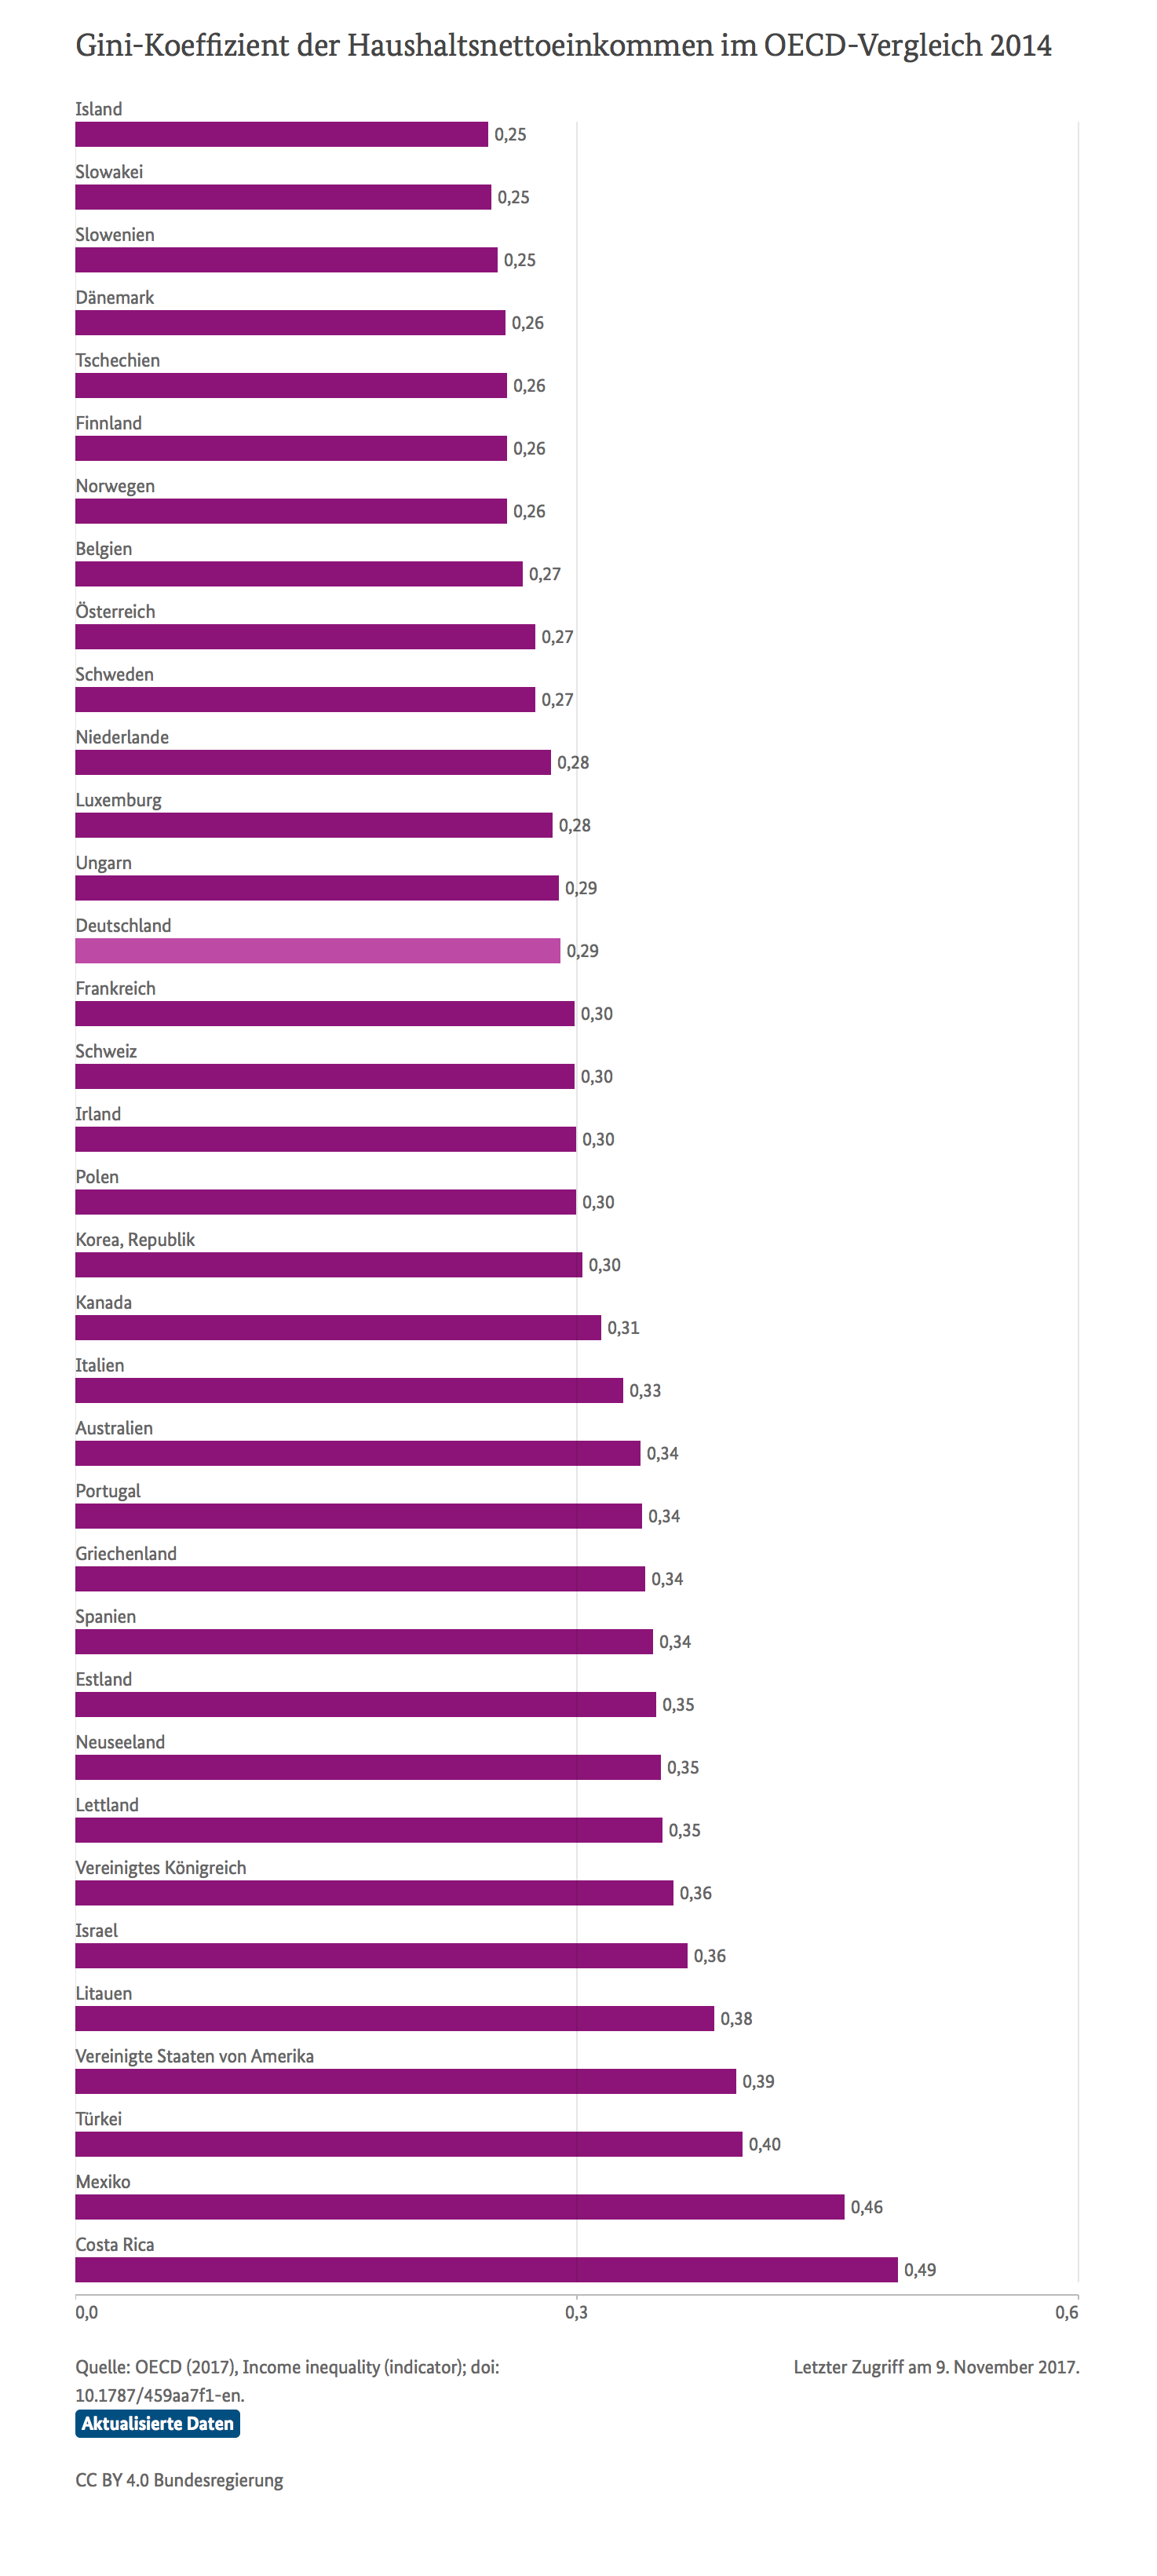 Gini-Koeffizient der Haushaltsnettoeinkommen im OECD-Vergleich 2014
Island
0,25
Slowakei
0,25
Slowenien
0,25
Dänemark
0,26
Tschechien
0,26
Finnland
0,26
Norwegen
0,26
Belgien
0,27
Österreich
0,27
Schweden
0,27
Niederlande
0,28
Luxemburg
0,28
Ungarn
0,29
Deutschland
0,29
Frankreich
0,30
Schweiz
0,30
Irland
0,30
Polen
0,30
Korea, Republik
0,30
Kanada
0,31
Italien
0,33
Australien
0,34
Portugal
0,34
Griechenland
0,34
Spanien
0,34
Estland
0,35
Neuseeland
0,35
Lettland
0,35
Vereinigtes Königreich
0,36
Israel
0,36
Litauen
0,38
Vereinigte Staaten von Amerika
0,39
Türkei
0,40
Mexiko
0,46
Costa Rica
0,49
0,0 0,3 0,6
Quelle: OECD (2017), Income inequality (indicator); doi: Letzter Zugriff am 9. November 2017.
10.1787/459aa7f1-en.
Aktualisierte Daten
CC BY 4.0 Bundesregierung